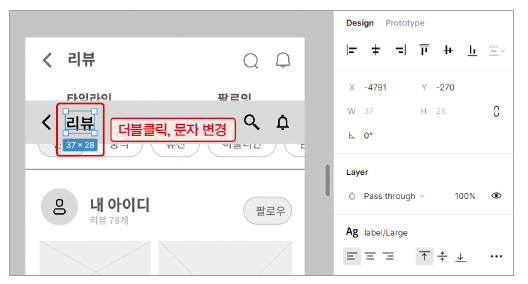 Design Prototype
리뷰
X -4791 Y -270
타임라인 팔로잉
W 37 H 28
리뷰
더블클릭, 문자 변경
0°
37 × 28
Layer
Pass through 100%
내 아이디
리뷰 78개
팔로우
Ag label/Large